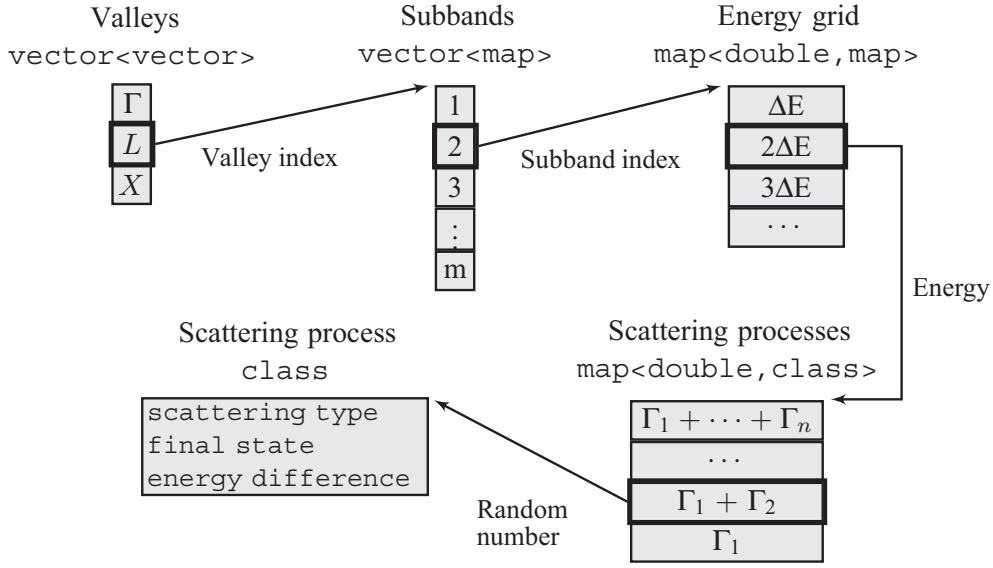 Valleys
vector<vector>
Γ
L
X
Valley index
Subbands
vector<map>
1
2
3
⋮
m
Subband index
Energy grid
map<double,map>
ΔE
2ΔE
3ΔE
···
Energy
Scattering processes
map<double,class>
Γ₁ + ··· + Γₙ
···
Γ₁ + Γ₂
Γ₁
Random
number
Scattering process
class
scattering type
final state
energy difference